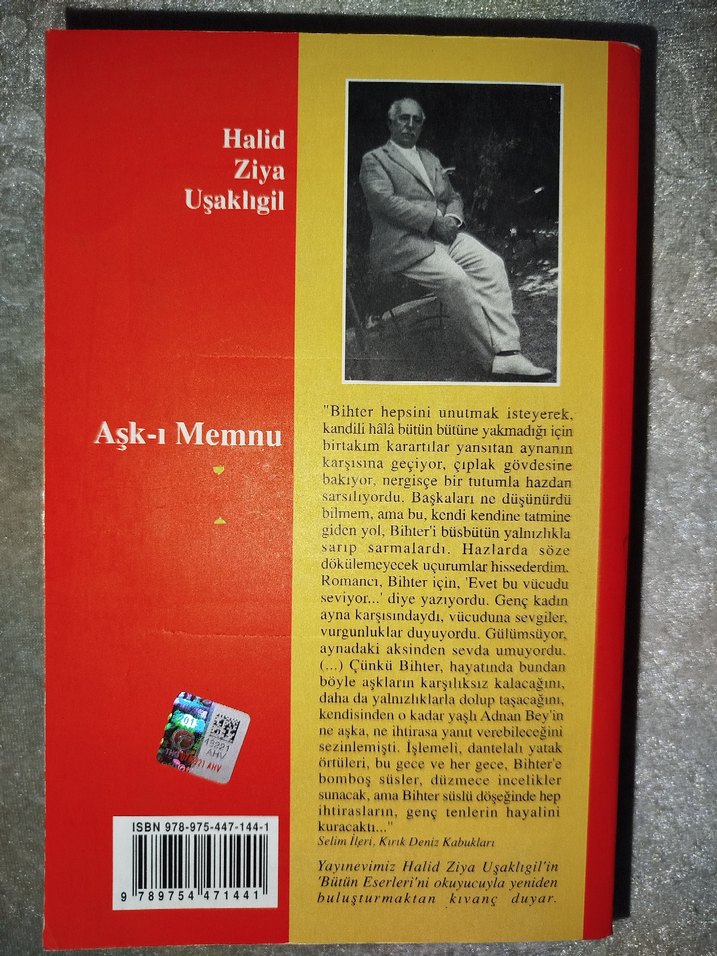 Halid
Ziya
Uşaklıgil
Aşk-ı Memnu
"Bihter hepsini unutmak isteyerek,
kandili hâlâ bütün bütüne yakmadığı için
birtakım karartılar yansıtan aynanın
karşısına geçiyor, çıplak gövdesine
bakıyor, nergisçe bir tutumla hazdan
sarsılıyordu. Başkaları ne düşünürdü
bilmem, ama bu, kendi kendine tatmine
giden yol, Bihter'i büsbütün yalnızlıkla
sarıp sarmalardı. Hazlarda söze
dökülemeyecek uçurumlar hissederdim.
Romancı, Bihter için, 'Evet bu vücudu
seviyor...' diye yazıyordu. Genç kadın
ayna karşısındaydı, vücuduna sevgiler,
vurgunluklar duyuyordu. Gülümsüyor,
aynadaki aksinden sevda umuyordu.
(...) Çünkü Bihter, hayatında bundan
böyle aşkların karşılıksız kalacağını,
daha da yalnızlıklarla dolup taşacağını,
kendisinden o kadar yaşlı Adnan Bey'in
ne aşka, ne ihtirasa yanıt verebileceğini
sezinlemişti. İşlemeli, dantelalı yatak
örtüleri, bu gece ve her gece, Bihter'e
bomboş süsler, düzmece incelikler
sunacak, ama Bihter süslü döşeğinde hep
ihtirasların, genç tenlerin hayalini
kuracaktı..."
Selim İleri, Kırık Deniz Kabukları
Yayınevimiz Halid Ziya Uşaklıgil'in
'Bütün Eserleri'ni okuyucuyla yeniden
buluşturmaktan kıvanç duyar.
AHV
ISBN 978-975-447-144-1
9 789754 471441